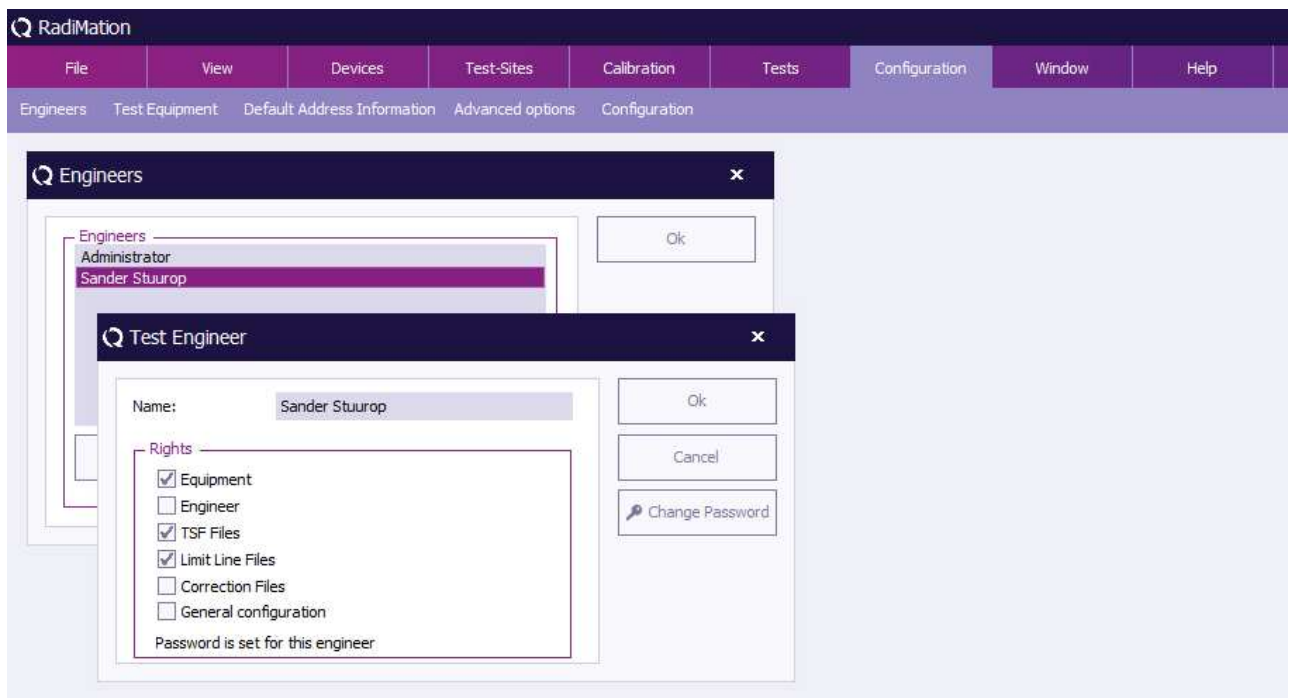 RadiMation
File View Devices Test-Sites Calibration Tests Configuration Window Help
Engineers Test Equipment Default Address Information Advanced options Configuration
Engineers
Engineers
Administrator
Sander Stuurop
Ok
Test Engineer
Name: Sander Stuurop
Rights
Equipment
Engineer
TSF Files
Limit Line Files
Correction Files
General configuration
Password is set for this engineer
Ok
Cancel
Change Password